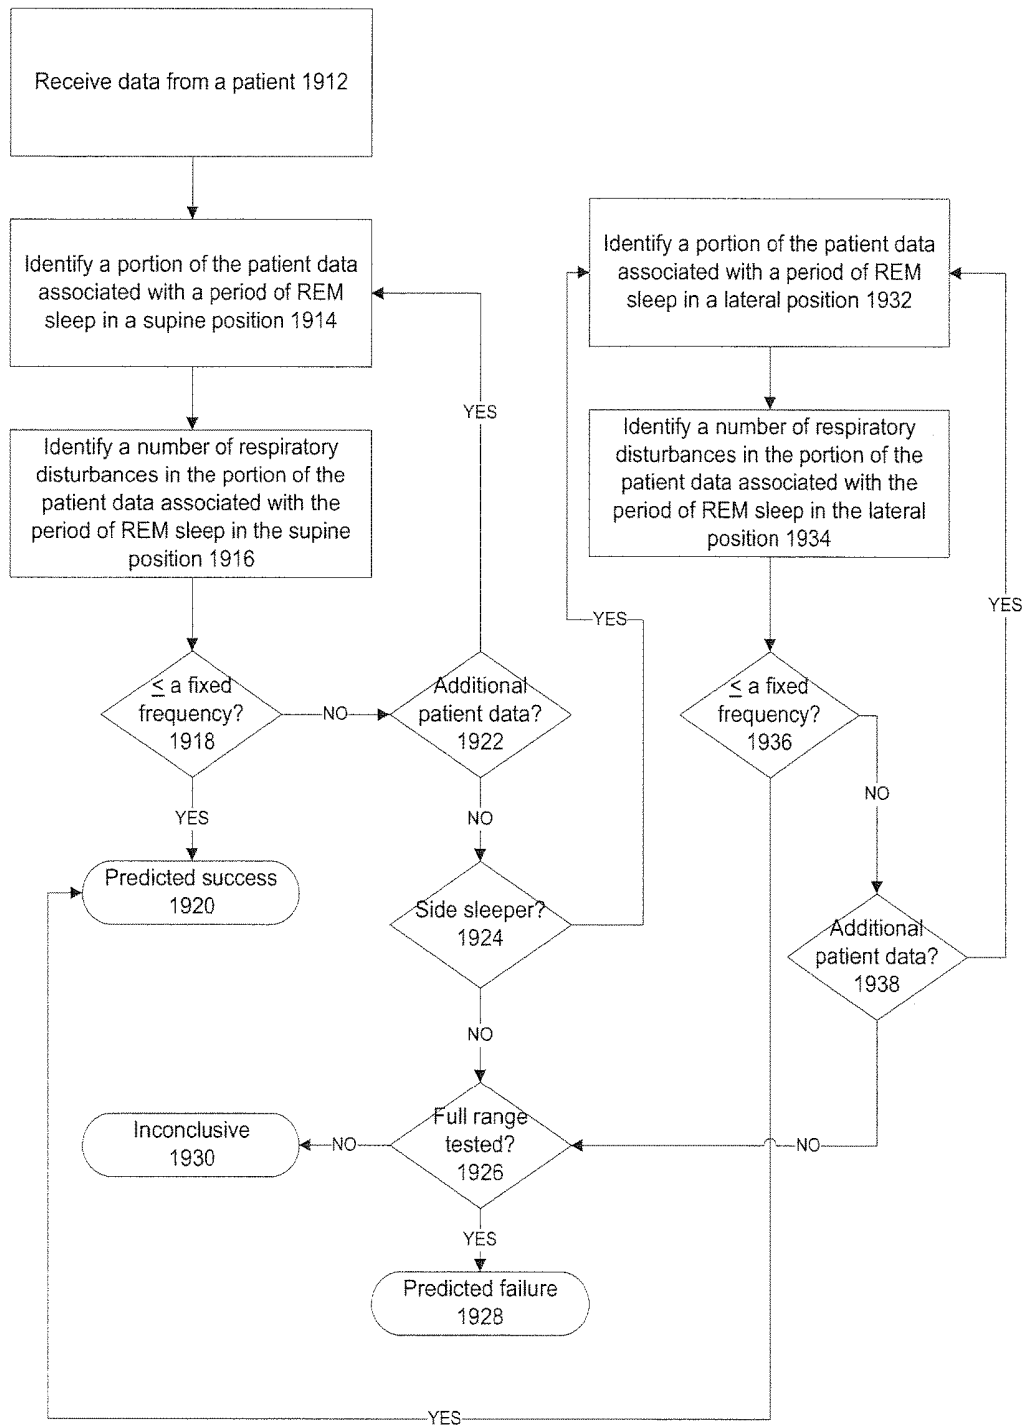 Receive data from a patient 1912
Identify a portion of the patient data
associated with a period of REM
sleep in a supine position 1914
Identify a number of respiratory
disturbances in the portion of the
patient data associated with the
period of REM sleep in the supine
position 1916
≤ a fixed
frequency?
1918
NO
YES
Predicted success
1920
Additional
patient data?
1922
YES
NO
Side sleeper?
1924
YES
NO
Full range
tested?
1926
NO
Inconclusive
1930
YES
Predicted failure
1928
Identify a portion of the patient data
associated with a period of REM
sleep in a lateral position 1932
Identify a number of respiratory
disturbances in the portion of the
patient data associated with the
period of REM sleep in the lateral
position 1934
≤ a fixed
frequency?
1936
NO
YES
Additional
patient data?
1938
YES
NO